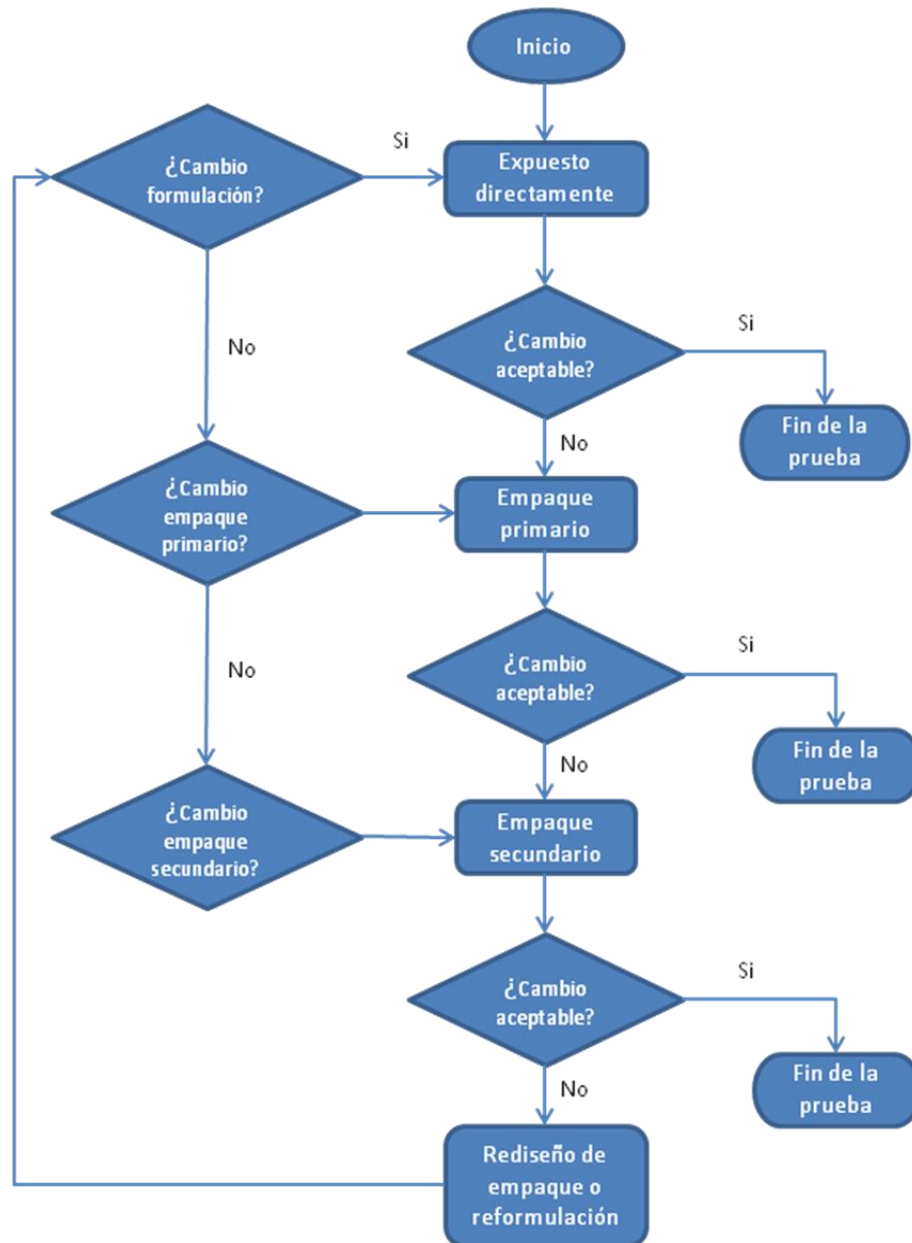 Inicio
¿Cambio
formulación?
Si
Expuesto
directamente
No
¿Cambio
aceptable?
Si
Fin de la
prueba
No
¿Cambio
empaque
primario?
Empaque
primario
No
¿Cambio
aceptable?
Si
Fin de la
prueba
No
¿Cambio
empaque
secundario?
Empaque
secundario
¿Cambio
aceptable?
Si
Fin de la
prueba
No
Rediseño de
empaque o
reformulación